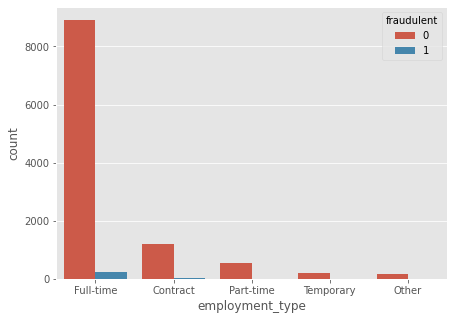 fraudulent
0
1
8000
6000
4000
2000
0
count
Full-time Contract Part-time Temporary Other
employment_type